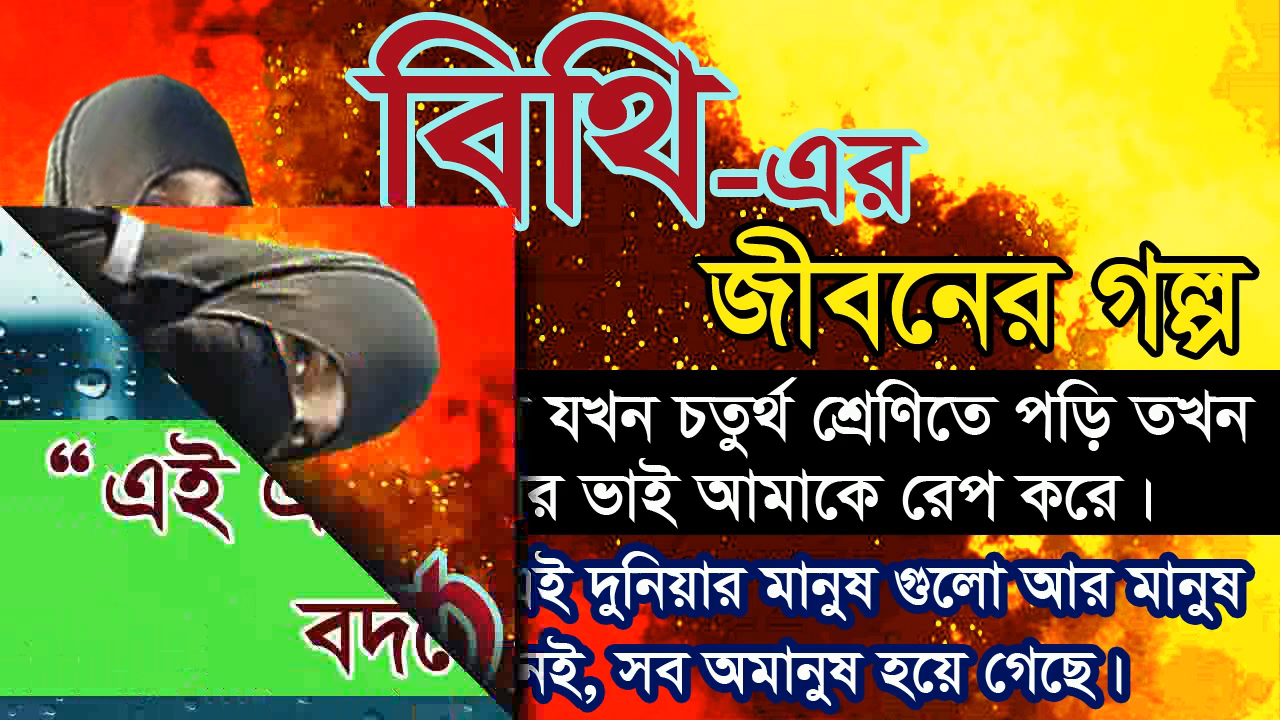 বিথি-এর
জীবনের গল্প
যখন চতুর্থ শ্রেণিতে পড়ি তখন
ভাই আমাকে রেপ করে।
“এই
দুনিয়ার মানুষ গুলো আর মানুষ
সব অমানুষ হয়ে গেছে।